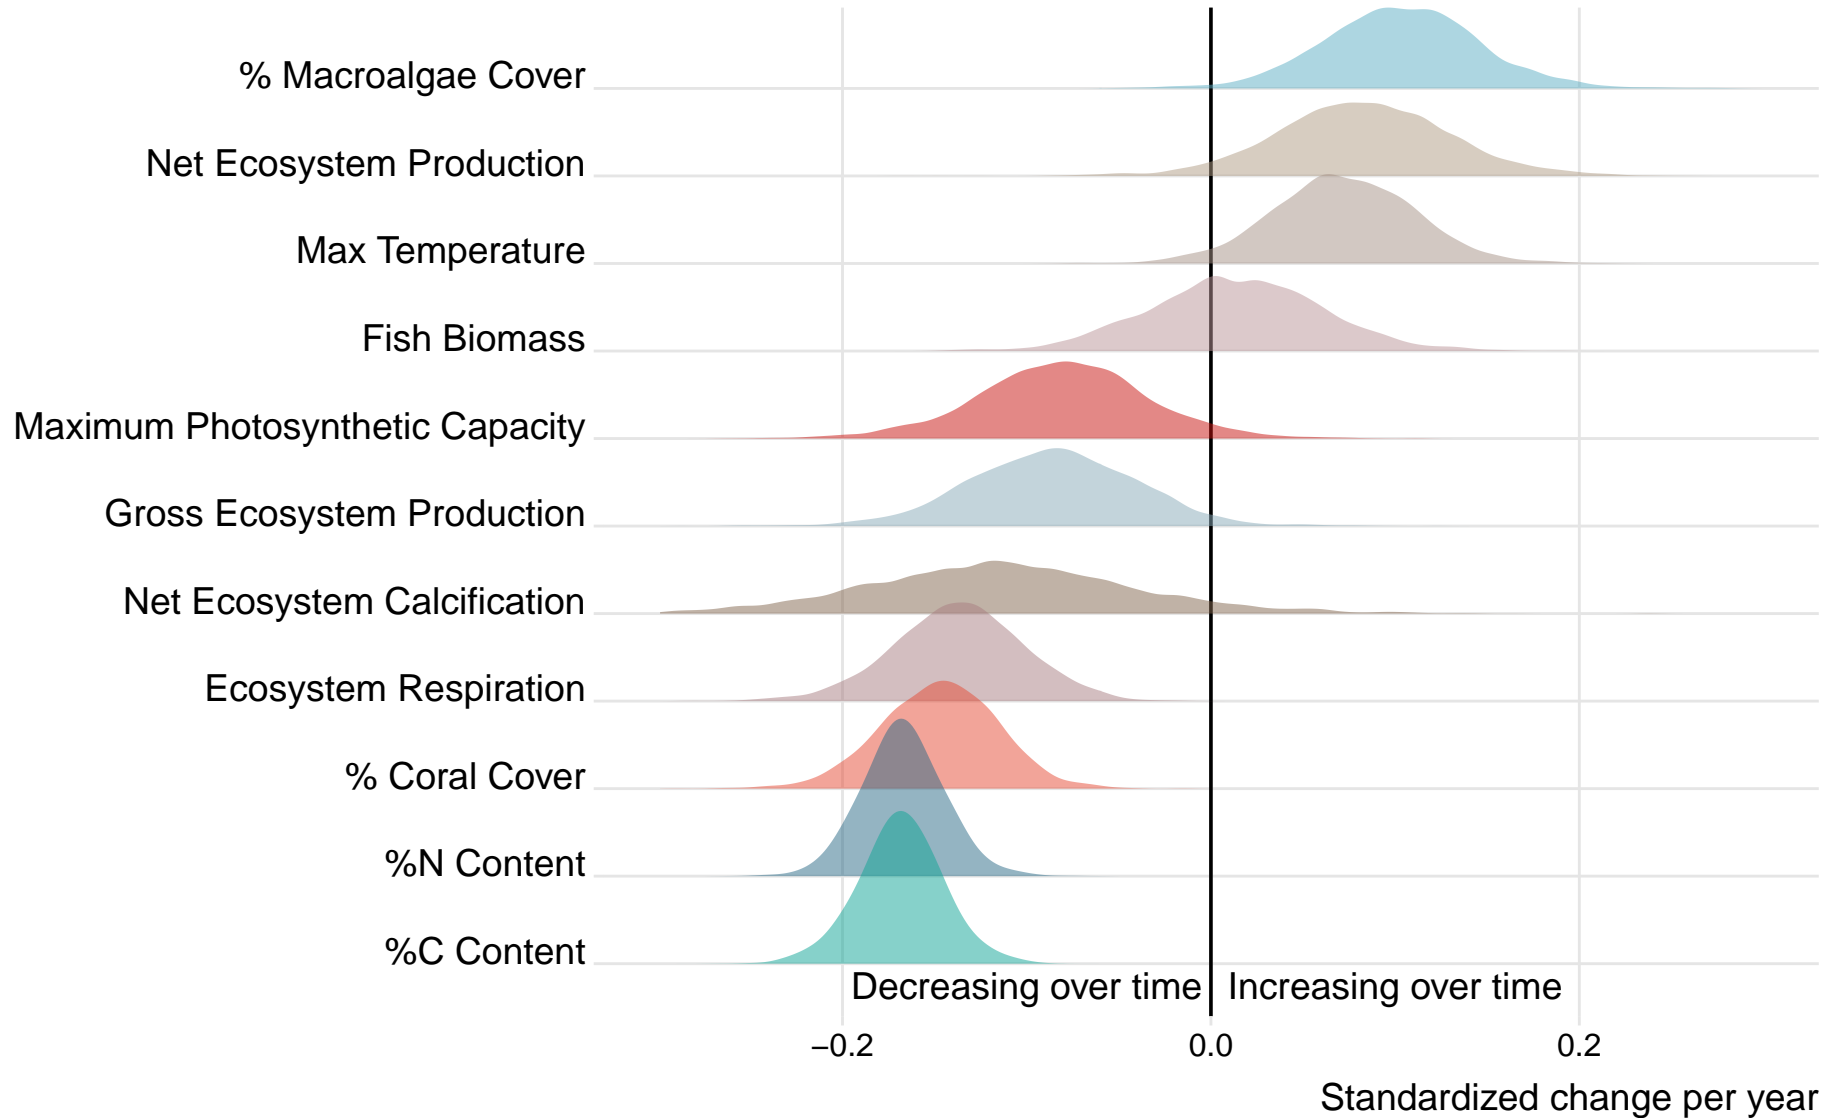 % Macroalgae Cover
Net Ecosystem Production
Max Temperature
Fish Biomass
Maximum Photosynthetic Capacity
Gross Ecosystem Production
Net Ecosystem Calcification
Ecosystem Respiration
% Coral Cover
%N Content
%C Content
Decreasing over time Increasing over time
−0.2 0.0 0.2
Standardized change per year